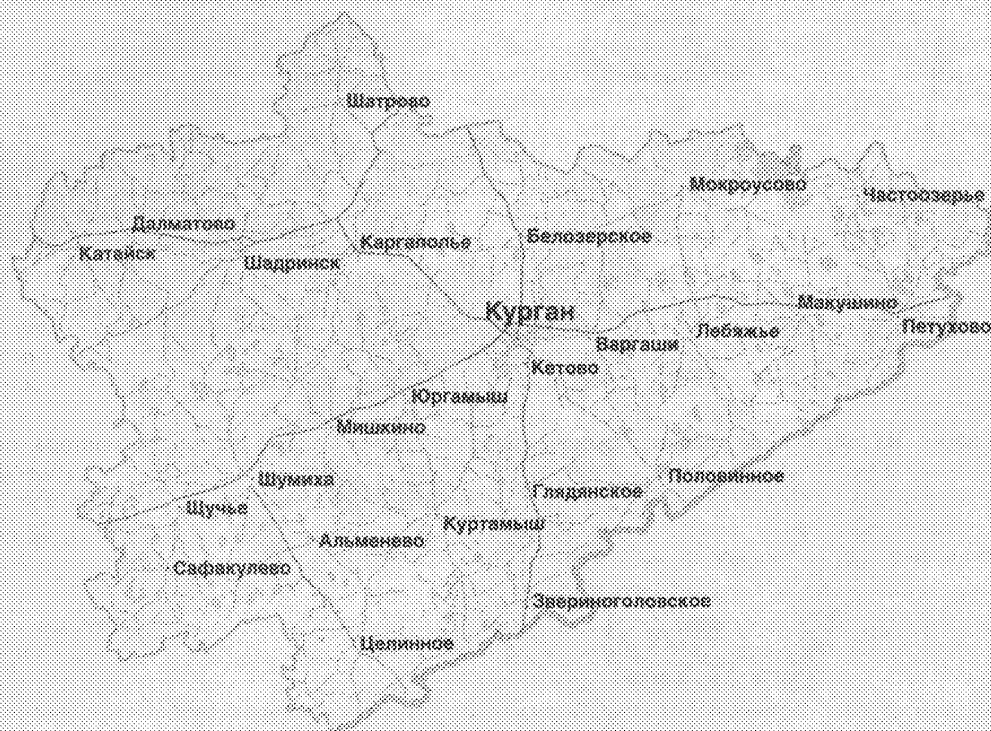 Шатрово
Мокроусово
Частоозерье
Далматово
Белозерское
Каргаполье
Катайск
Шадринск
Макушино
Курган
Петухово
Лебяжье
Варгаши
Кетово
Юргамыш
Мишкино
Половинное
Шумиха
Глядянское
Щучье
Куртамыш
Альменево
Сафакулево
Звериноголовское
Целинное